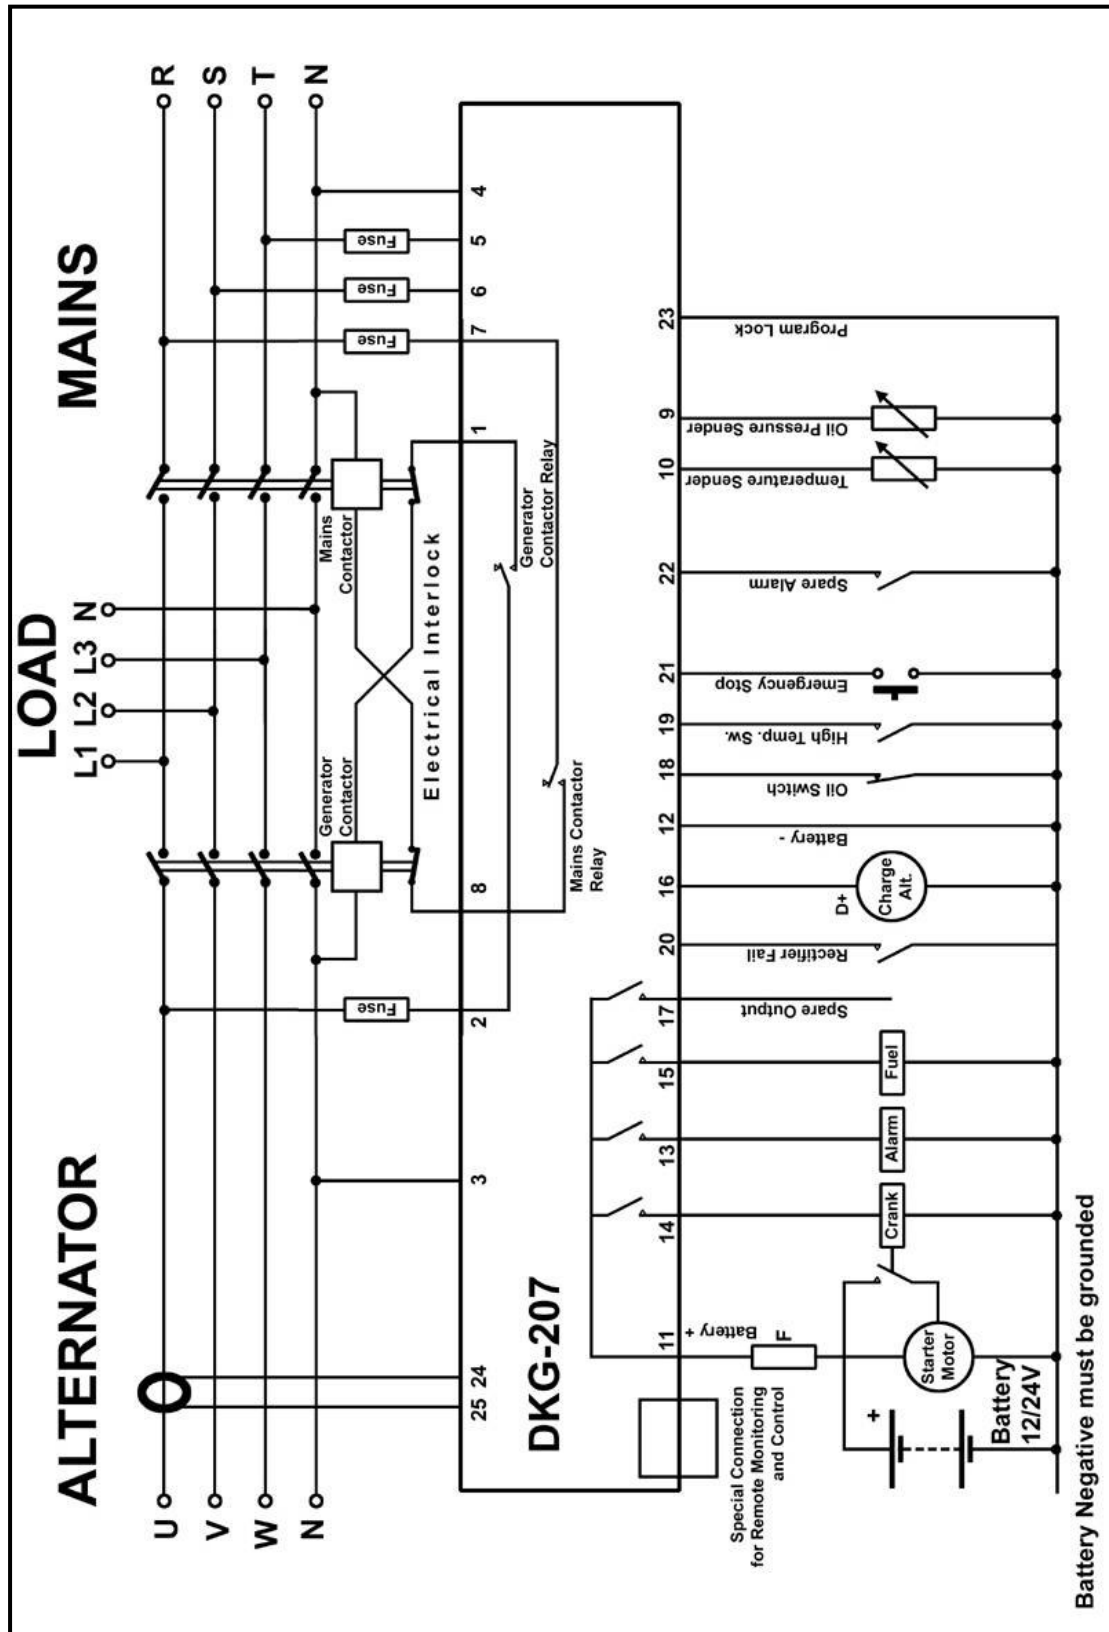 ALTERNATOR
LOAD
MAINS
U
V
W
N
L1
L2
L3
N
R
S
T
N
Generator
Contactor
Mains
Contactor
Electrical Interlock
Fuse
Fuse
Fuse
Fuse
25
24
3
2
8
1
7
6
5
4
DKG-207
Mains Contactor
Relay
Generator
Contactor Relay
Special Connection
for Remote Monitoring
and Control
11
14
13
15
17
20
16
12
18
19
21
22
10
9
23
Battery +
Spare Output
Rectifier Fail
D+
Battery -
Oil Switch
High Temp. Sw.
Emergency Stop
Spare Alarm
Temperature Sender
Oil Pressure Sender
Program Lock
F
Crank
Alarm
Fuel
Charge
Alt.
Starter
Motor
+
Battery
12/24V
Battery Negative must be grounded